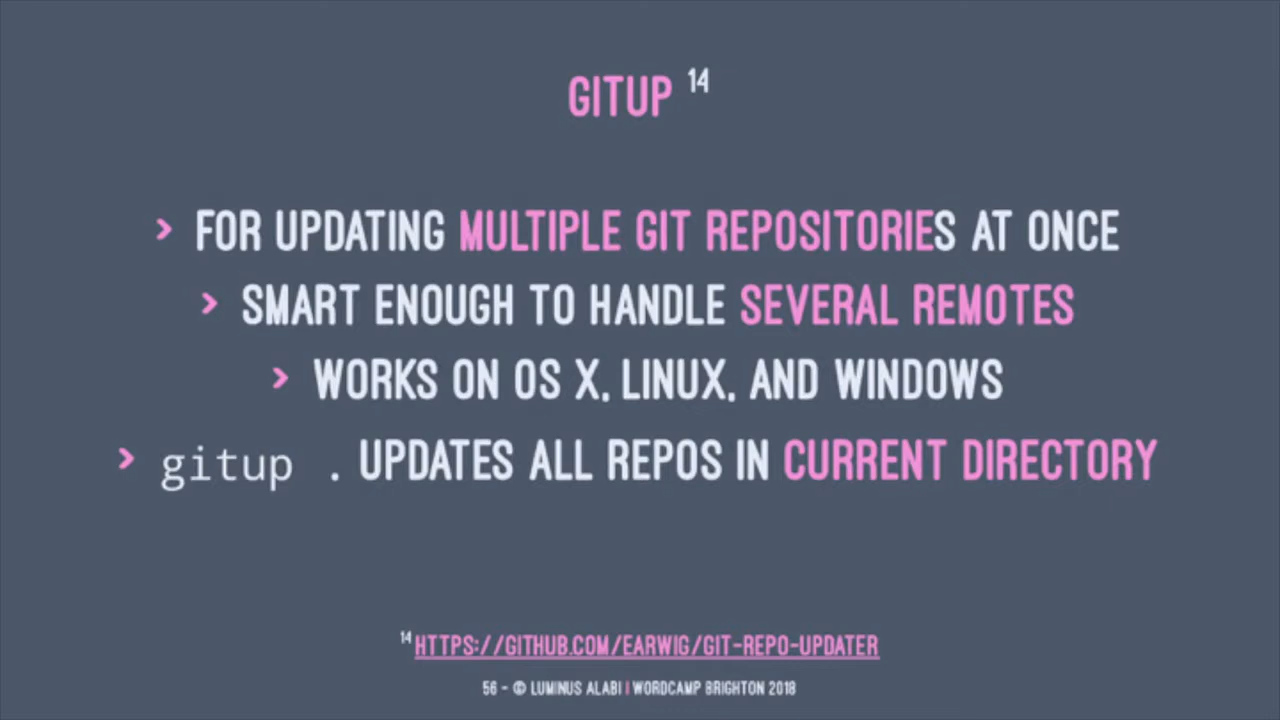 GITUP 14
> FOR UPDATING MULTIPLE GIT REPOSITORIES AT ONCE
> SMART ENOUGH TO HANDLE SEVERAL REMOTES
> WORKS ON OS X, LINUX, AND WINDOWS
> gitup . UPDATES ALL REPOS IN CURRENT DIRECTORY
14 HTTPS://GITHUB.COM/EARWIG/GIT-REPO-UPDATER
56 - © LUMINUS ALABI | WORDCAMP BRIGHTON 2018